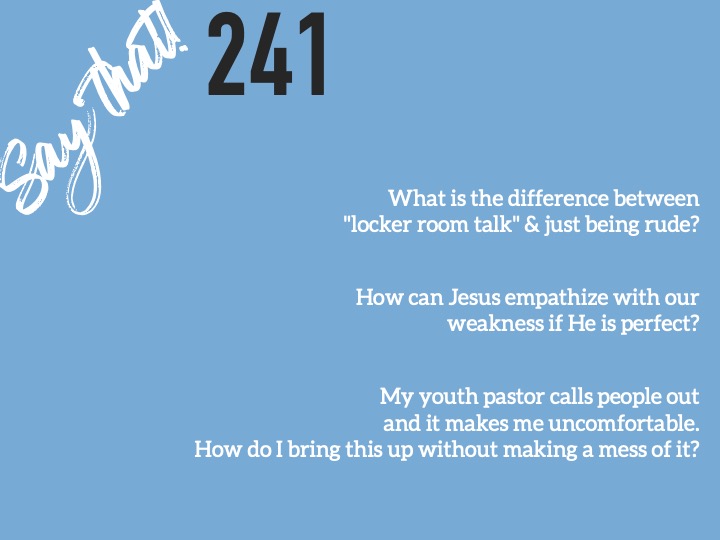 Say that!
241
What is the difference between
"locker room talk" & just being rude?
How can Jesus empathize with our
weakness if He is perfect?
My youth pastor calls people out
and it makes me uncomfortable.
How do I bring this up without making a mess of it?